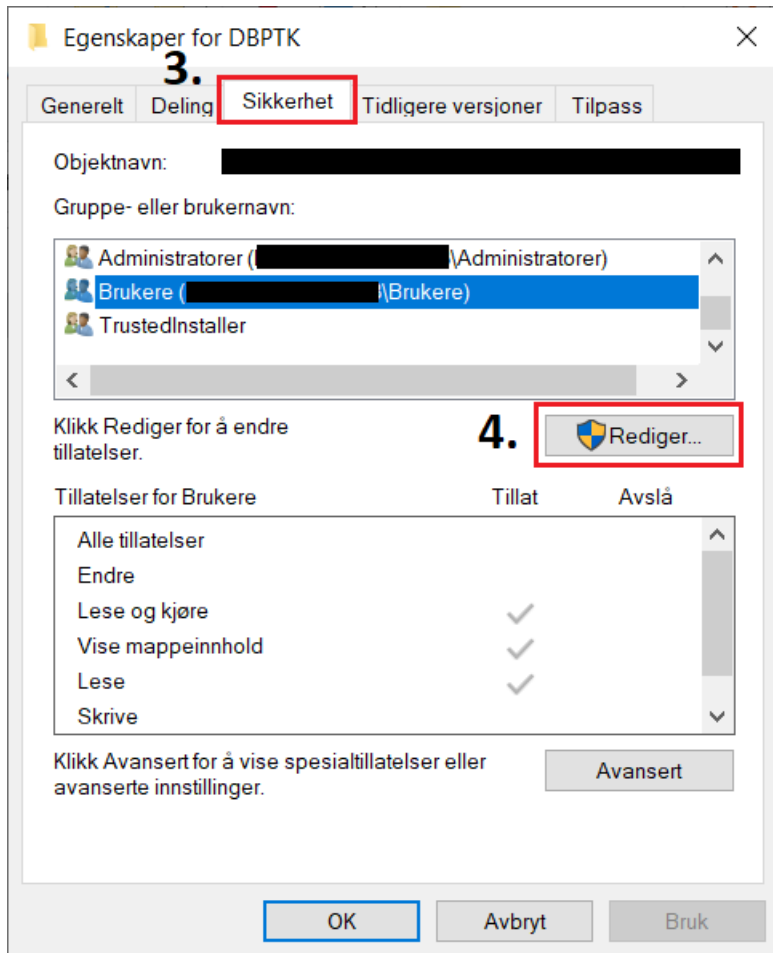 Egenskaper for DBPTK
3.
Generelt Deling Sikkerhet Tidligere versjoner Tilpass
Objektnavn:
Gruppe- eller brukernavn:
Administratorer ( \Administratorer)
Brukere ( \Brukere)
TrustedInstaller
Klikk Rediger for å endre
tillatelser.
4. Rediger...
Tillatelser for Brukere Tillat Avslå
Alle tillatelser
Endre
Lese og kjøre
Vise mappeinnhold
Lese
Skrive
Klikk Avansert for å vise spesialtillatelser eller
avanserte innstillinger.
Avansert
OK Avbryt Bruk